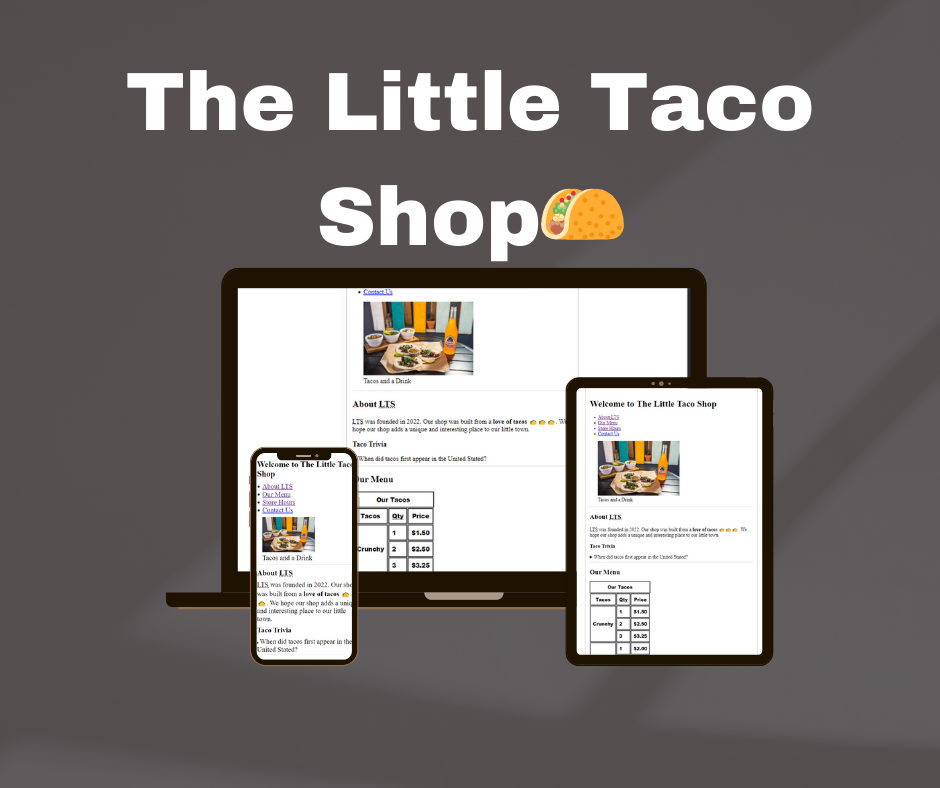 The Little Taco
Shop🌮
Contact Us
Tacos and a Drink
About LTS
LTS was founded in 2022. Our shop was built from a love of tacos 🌮 🌮 🌮. We
hope our shop adds a unique and interesting place to our little town.
Taco Trivia
When did tacos first appear in the United States?
Our Menu
Our Tacos
Tacos Qty Price
Crunchy 1 $1.50
2 $2.50
3 $3.25
Welcome to The Little Taco
Shop
About LTS
Our Menu
Store Hours
Contact Us
Tacos and a Drink
About LTS
LTS was founded in 2022. Our shop
was built from a love of tacos 🌮
🌮. We hope our shop adds a unique
and interesting place to our little
town.
Taco Trivia
When did tacos first appear in the
United Stated?
Welcome to The Little Taco Shop
About LTS
Our Menu
Store Hours
Contact Us
Tacos and a Drink
About LTS
LTS was founded in 2022. Our shop was built from a love of tacos 🌮 🌮 🌮. We
hope our shop adds a unique and interesting place to our little town.
Taco Trivia
When did tacos first appear in the United Stated?
Our Menu
Our Tacos
Tacos Qty Price
Crunchy 1 $1.50
2 $2.50
3 $3.25
1 $2.00